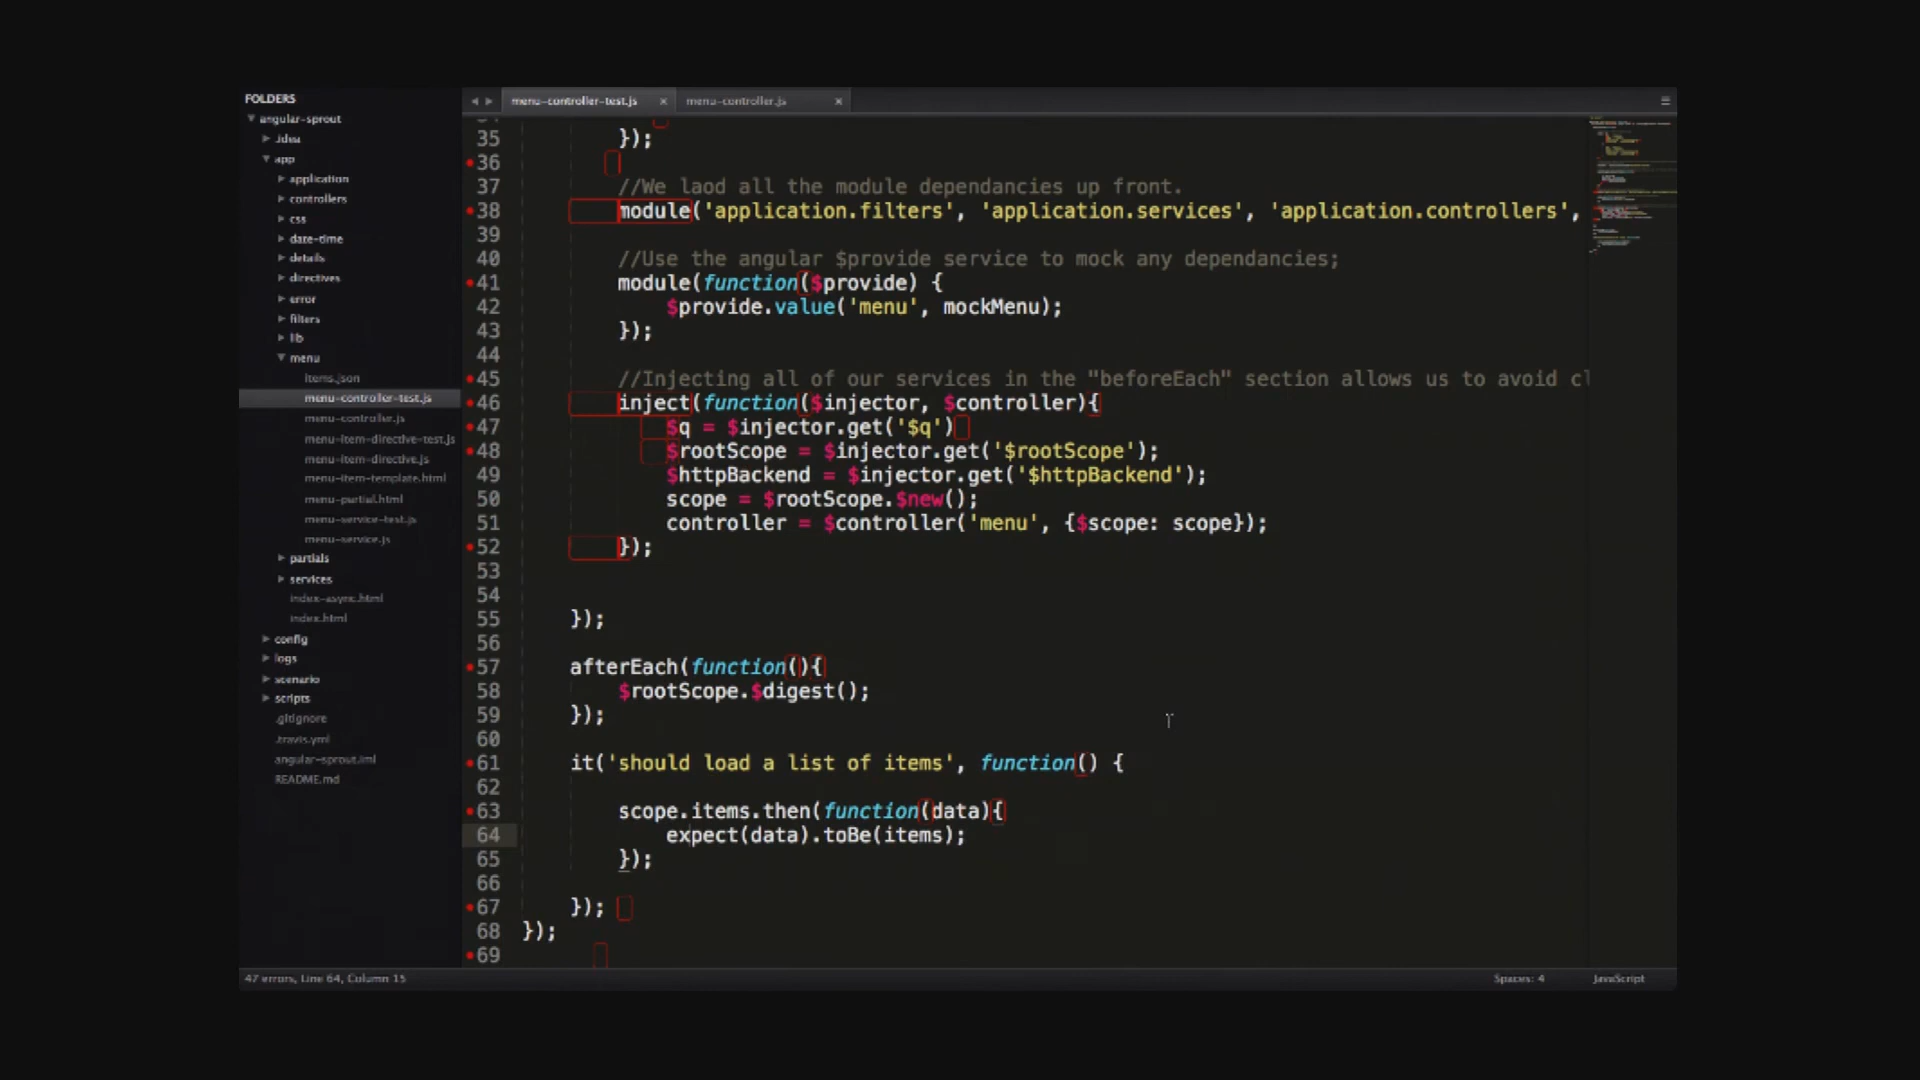 FOLDERS
angular-sprout
.idea
app
application
controllers
css
date-time
details
directives
error
filters
lib
menu
items.json
menu-controller-test.js
menu-controller.js
menu-item-directive-test.js
menu-item-directive.js
menu-item-template.html
menu-partial.html
menu-service-test.js
menu-service.js
partials
services
index-async.html
index.html
config
logs
scenario
scripts
.gitignore
.travis.yml
angular-sprout.iml
README.md
menu-controller-test.js
menu-controller.js
35 });
36
37 //We laod all the module dependancies up front.
38 module('application.filters', 'application.services', 'application.controllers',
39
40 //Use the angular $provide service to mock any dependancies;
41 module(function($provide) {
42 $provide.value('menu', mockMenu);
43 });
44
45 //Injecting all of our services in the "beforeEach" section allows us to avoid cl
46 inject(function($injector, $controller){
47 $q = $injector.get('$q')
48 $rootScope = $injector.get('$rootScope');
49 $httpBackend = $injector.get('$httpBackend');
50 scope = $rootScope.$new();
51 controller = $controller('menu', {$scope: scope});
52 });
53
54
55 });
56
57 afterEach(function(){
58 $rootScope.$digest();
59 });
60
61 it('should load a list of items', function() {
62
63 scope.items.then(function(data){
64 expect(data).toBe(items);
65 });
66
67 });
68 });
69
47 errors, Line 64, Column 15
Spaces: 4
JavaScript